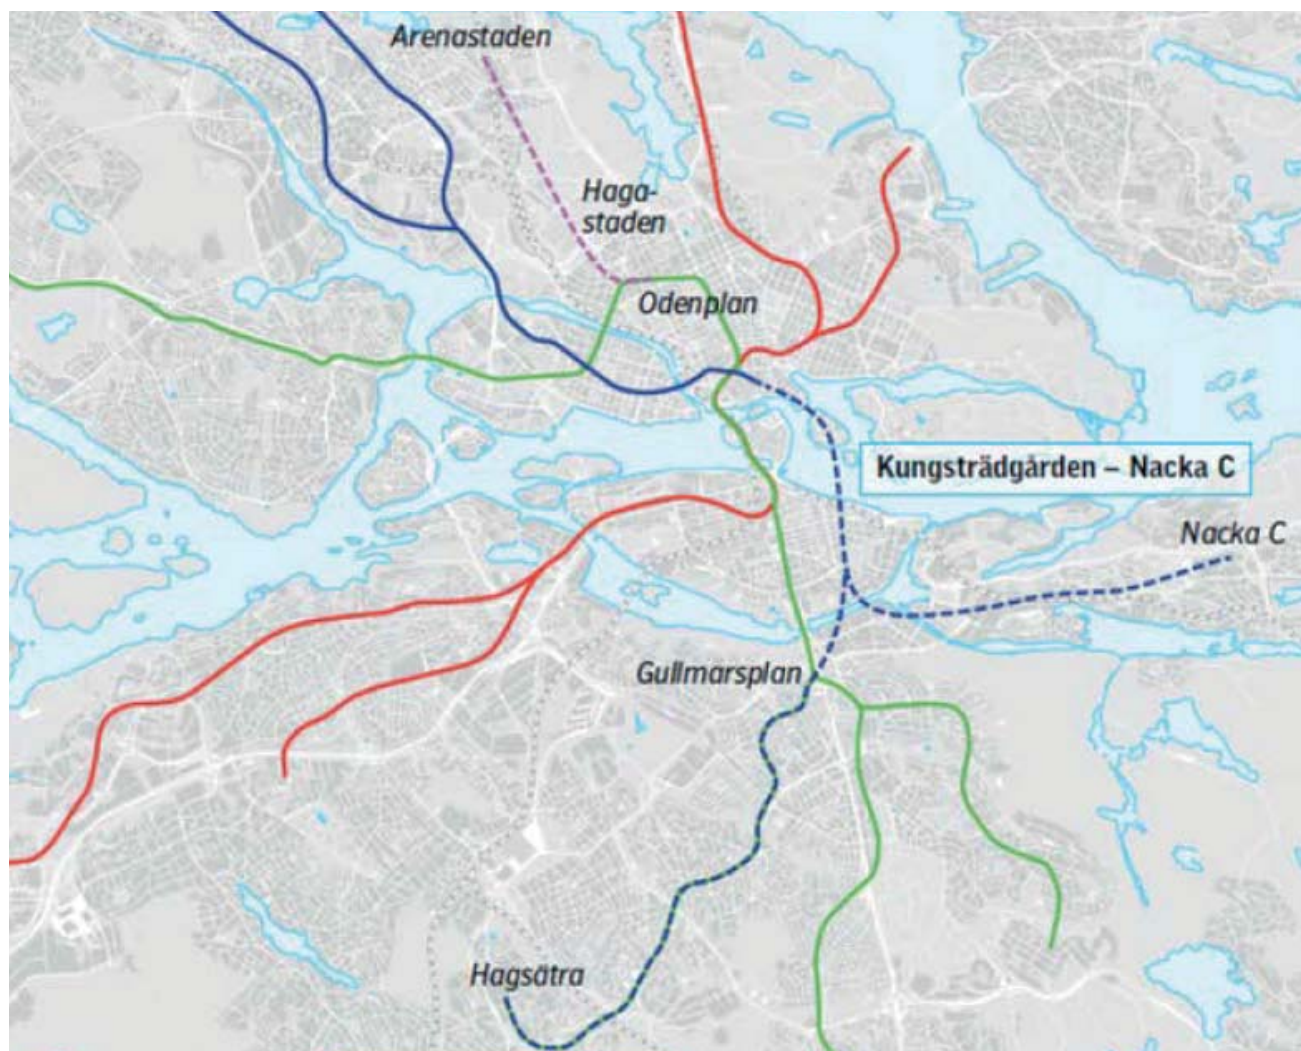 Arenastaden
Haga-
staden
Odenplan
Kungsträdgården – Nacka C
Nacka C
Gullmarsplan
Hagsätra